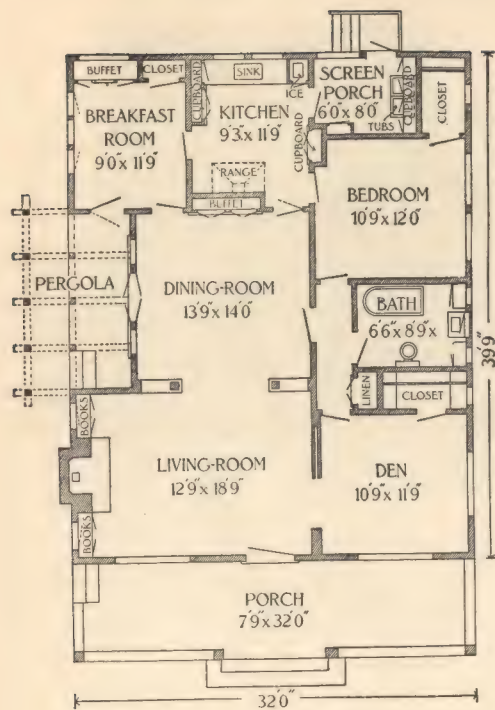 BUFFET
CLOSET
CUPBOARD
SINK
ICE
SCREEN
PORCH
6'0"x 8'0"
CUPBOARD
TUBS
CLOSET
BREAKFAST
ROOM
9'0"x 11'9"
KITCHEN
9'3"x 11'9"
CUPBOARD
RANGE
BUFFET
BEDROOM
10'9"x 12'0"
PERGOLA
DINING-ROOM
13'9"x 14'0"
BATH
6'6"x 8'9"x
39'9"
LINEN
CLOSET
BOOKS
LIVING-ROOM
12'9"x 18'9"
DEN
10'9"x 11'9"
BOOKS
PORCH
7'9"x 32'0"
32'0"